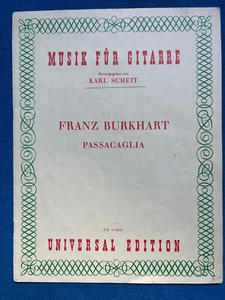 MUSIK FÜR GITARRE
Herausgegeben von
KARL SCHEIT
FRANZ BURKHART
PASSACAGLIA
UNIVERSAL EDITION